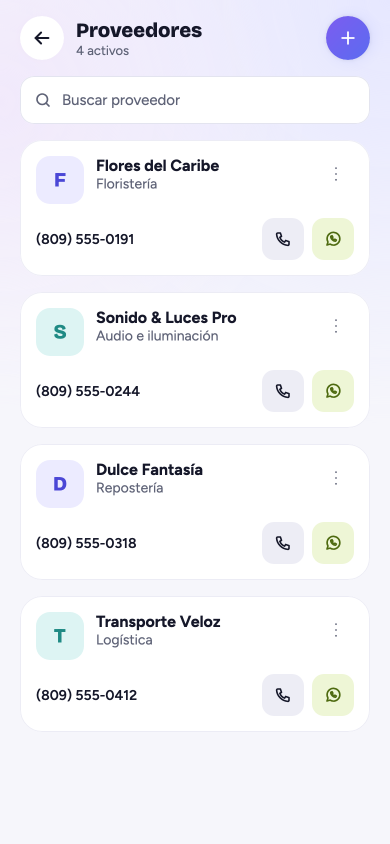 Proveedores
4 activos
Buscar proveedor
F
Flores del Caribe
Floristería
(809) 555-0191
S
Sonido & Luces Pro
Audio e iluminación
(809) 555-0244
D
Dulce Fantasía
Repostería
(809) 555-0318
T
Transporte Veloz
Logística
(809) 555-0412